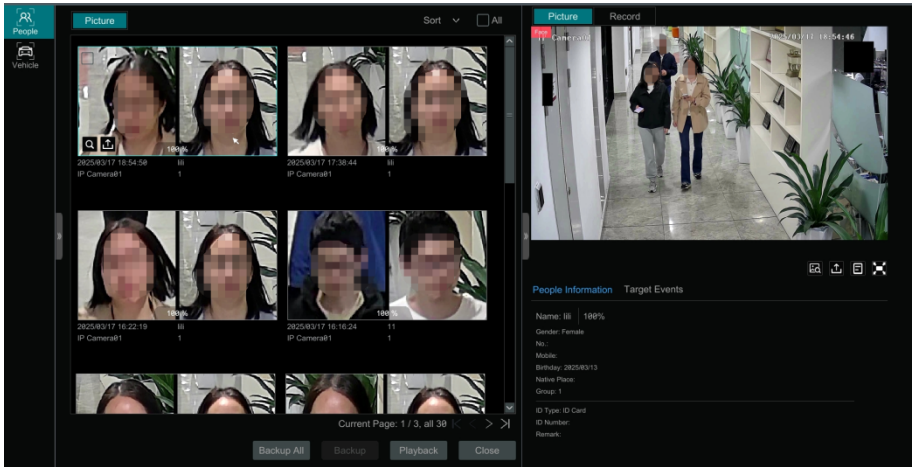 People
Vehicle
Picture
Sort
All
100%
2025/03/17 18:54:50
lili
IP Camera01
1
100%
2025/03/17 17:30:44
lili
IP Camera01
1
100%
2025/03/17 16:22:19
lili
IP Camera01
1
100%
2025/03/17 16:16:24
11
IP Camera01
1
Current Page: 1 / 3, all 30
Backup All
Backup
Playback
Close
Picture
Record
Face
IP Camera01
2025/03/17 18:54:46
People Information
Target Events
Name: lili
100%
Gender: Female
No.:
Mobile:
Birthday: 2025/03/13
Native Place:
Group: 1
ID Type: ID Card
ID Number:
Remark: